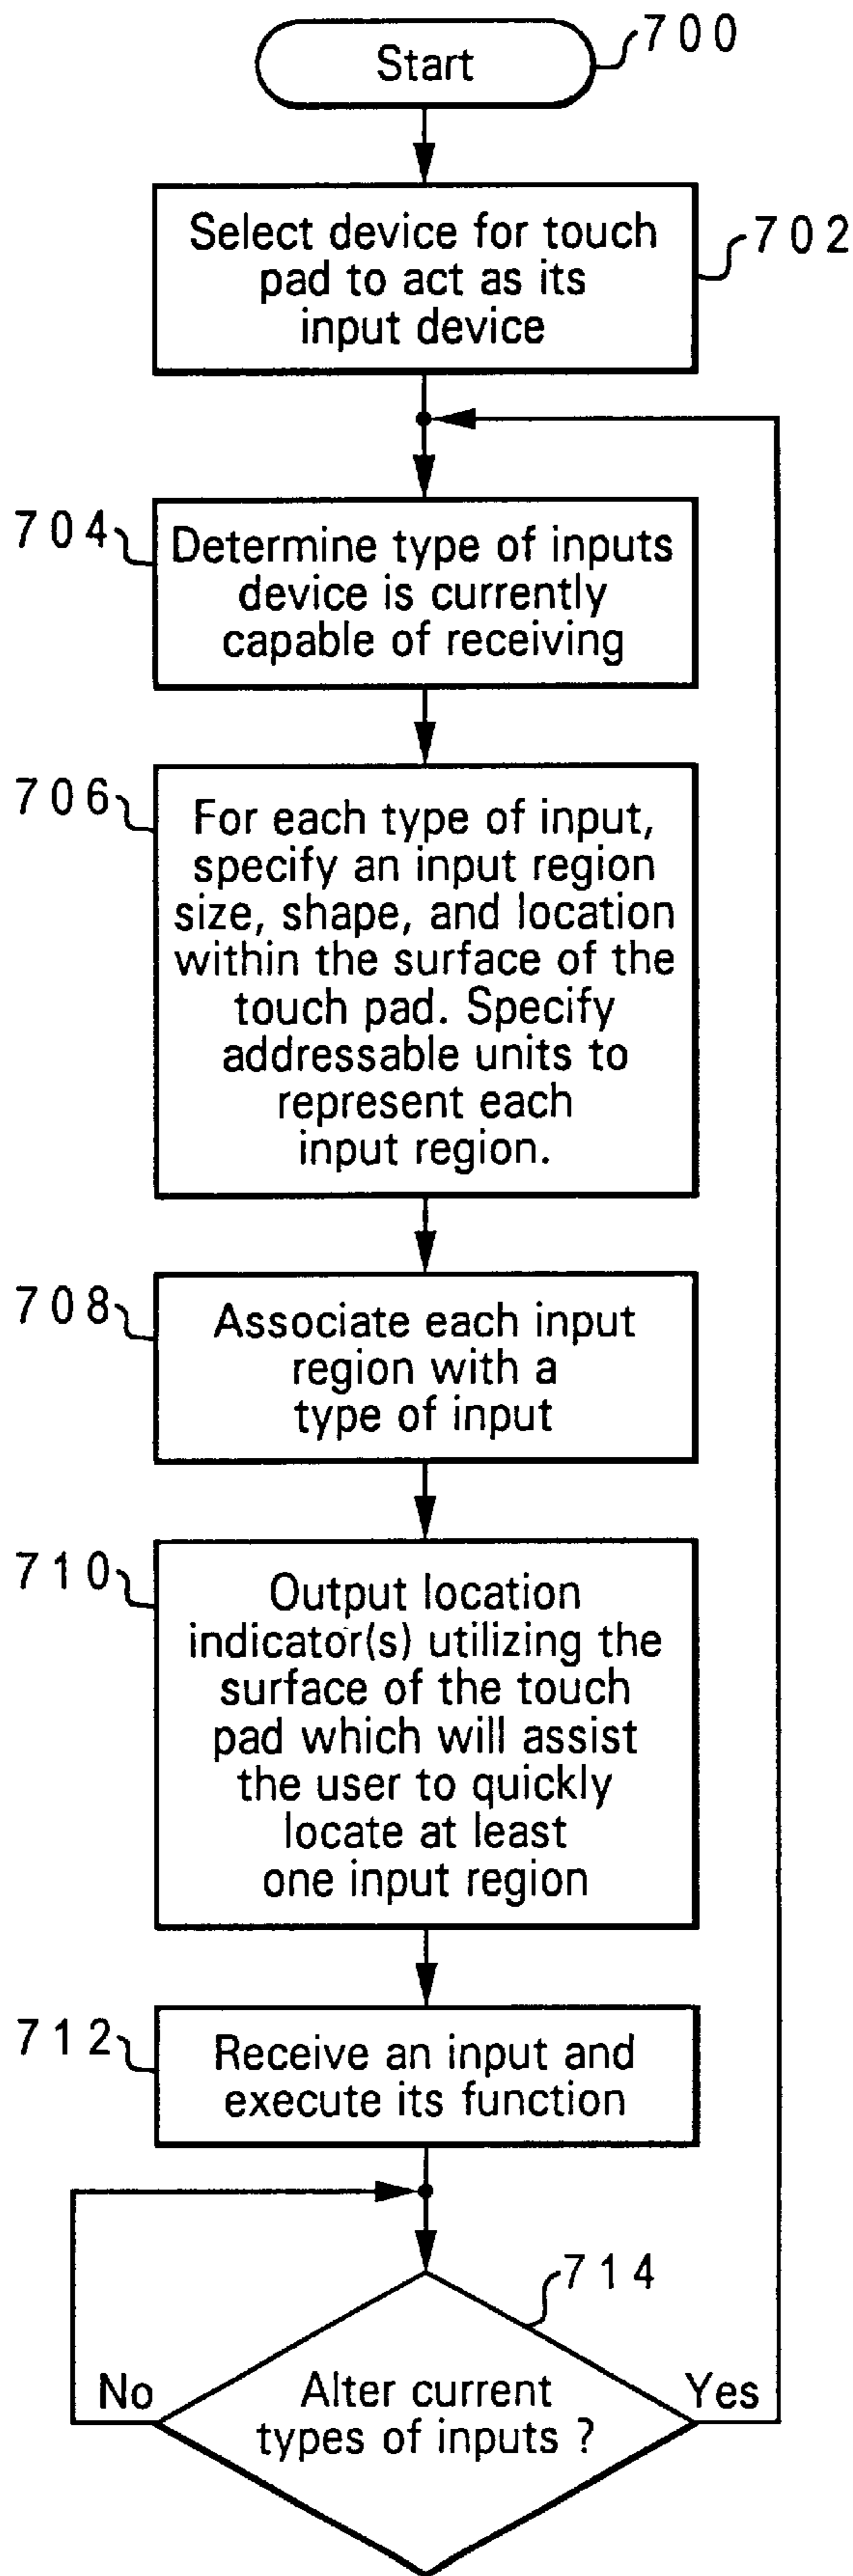 Start
700
Select device for touch
pad to act as its
input device
702
704
Determine type of inputs
device is currently
capable of receiving
706
For each type of input,
specify an input region
size, shape, and location
within the surface of the
touch pad. Specify
addressable units to
represent each
input region.
708
Associate each input
region with a
type of input
710
Output location
indicator(s) utilizing the
surface of the touch
pad which will assist
the user to quickly
locate at least
one input region
712
Receive an input and
execute its function
714
No
Alter current
types of inputs ?
Yes